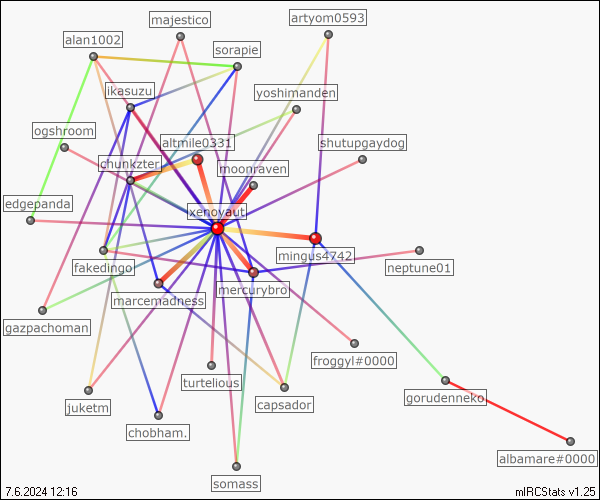 artyom0593
majestico
alan1002
sorapie
ikasuzu
yoshimanden
ogshroom
altmile0331
shutupgaydog
chunkzter
moonraven
edgepanda
xenoyaut
mingus4742
fakedingo
neptune01
mercurybro
marcemadness
gazpachoman
froggyl#0000
turtelious
gorudenneko
juketm
capsador
chobham.
albamare#0000
somass
7.6.2024 12:16
mIRCStats v1.25